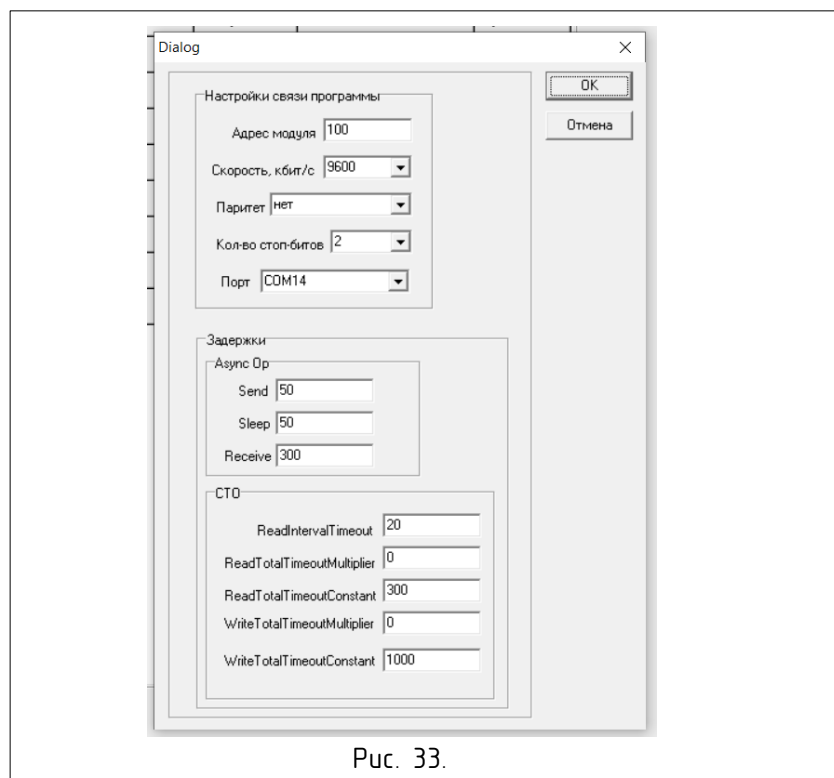 Dialog
OK
Отмена
Настройки связи программы
Адрес модуля 100
Скорость, кбит/с 9600
Паритет нет
Кол-во стоп-битов 2
Порт COM14
Задержки
Async Op
Send 50
Sleep 50
Receive 300
CTO
ReadIntervalTimeout 20
ReadTotalTimeoutMultiplier 0
ReadTotalTimeoutConstant 300
WriteTotalTimeoutMultiplier 0
WriteTotalTimeoutConstant 1000
Рис. 33.